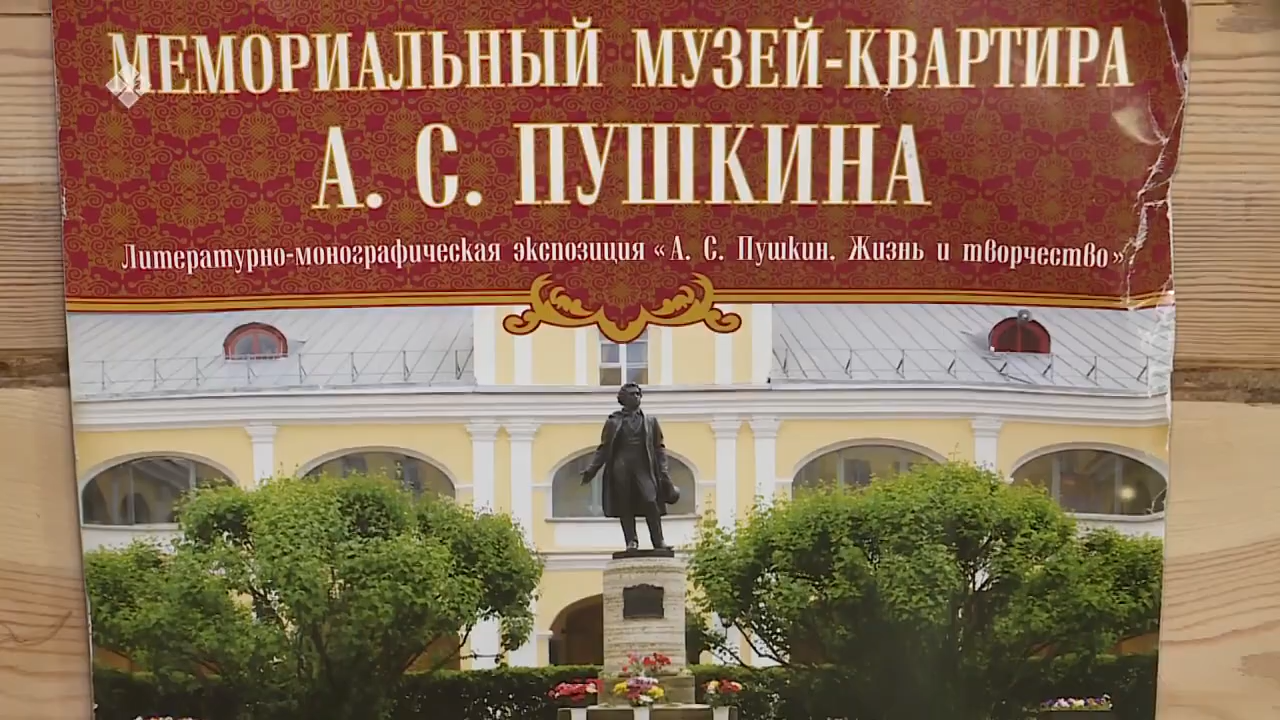 МЕМОРИАЛЬНЫЙ МУЗЕЙ-КВАРТИРА
А. С. ПУШКИНА
Литературно-монографическая экспозиция «А. С. Пушкин. Жизнь и творчество»